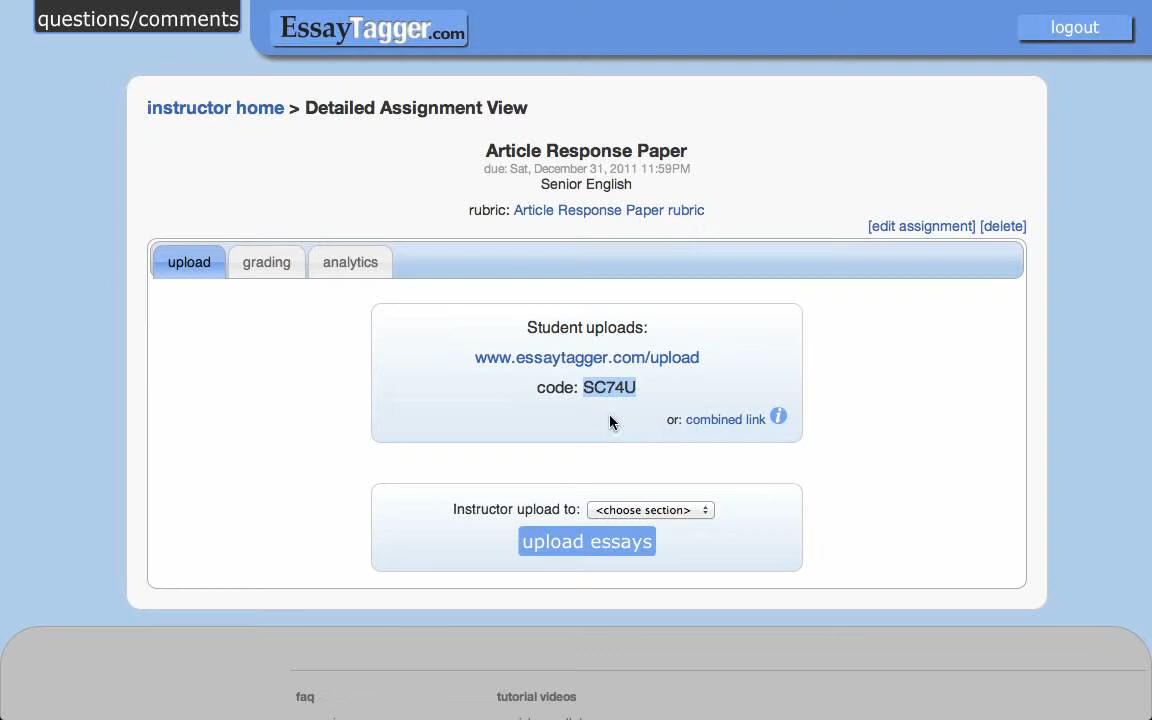 questions/comments
EssayTagger.com
logout
instructor home > Detailed Assignment View
Article Response Paper
due: Sat, December 31, 2011 11:59PM
Senior English
rubric: Article Response Paper rubric
[edit assignment] [delete]
upload grading analytics
Student uploads:
www.essaytagger.com/upload
code: SC74U
or: combined link i
Instructor upload to: <choose section>
upload essays
faq tutorial videos